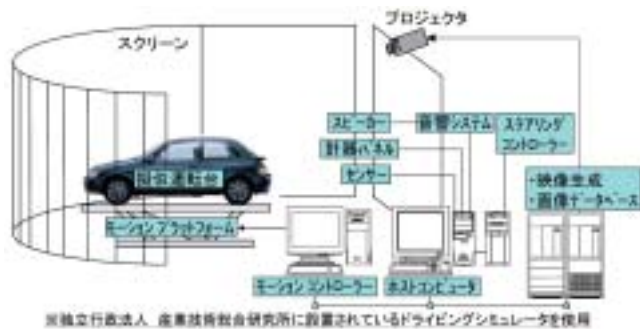 スクリーン
プロジェクタ
スピーカー
音響システム
ステアリング
コントローラー
計器パネル
センサー
模擬運転台
・映像生成
・画像データベース
モーションプラットフォーム
モーションコントローラー
ホストコンピュータ
※独立行政法人 産業技術総合研究所に設置されているドライビングシミュレータを使用